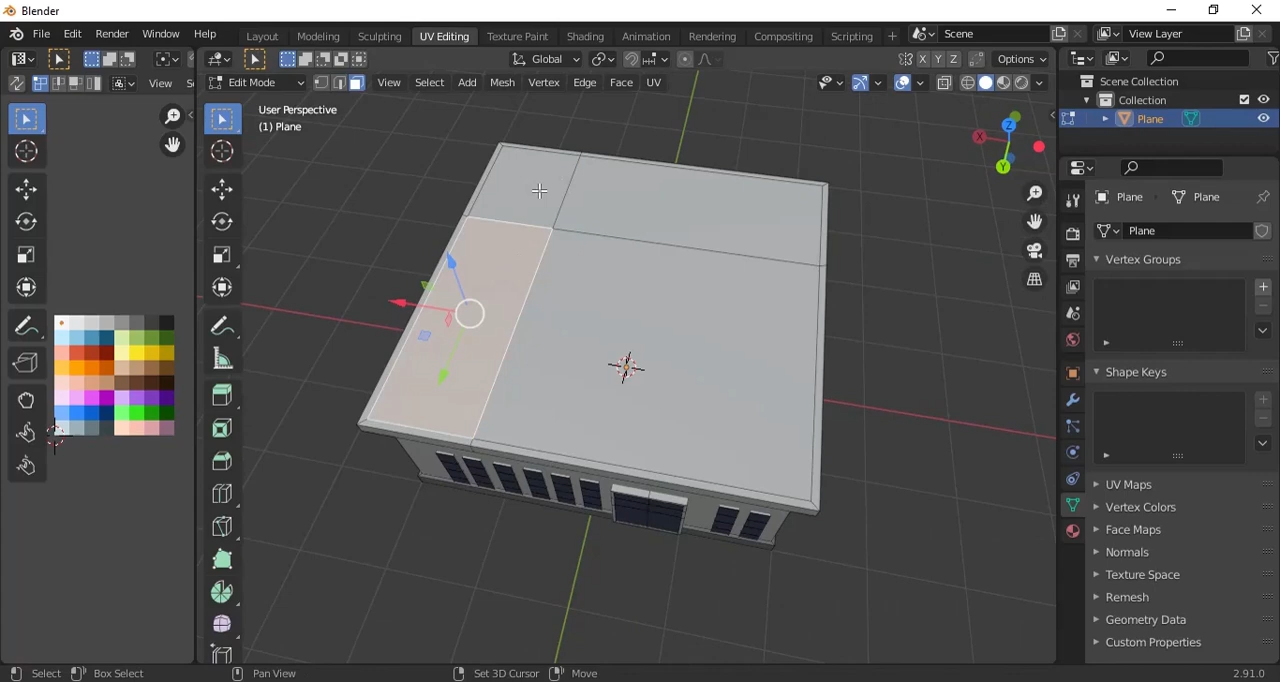 Blender
File Edit Render Window Help
Layout Modeling Sculpting UV Editing Texture Paint Shading Animation Rendering Compositing Scripting + Scene View Layer
Global X Y Z Options
View S Edit Mode View Select Add Mesh Vertex Edge Face UV
User Perspective
(1) Plane
Scene Collection
Collection
Plane
X Z Y
Plane Plane
Plane
Vertex Groups
Shape Keys
UV Maps
Vertex Colors
Face Maps
Normals
Texture Space
Remesh
Geometry Data
Custom Properties
Select Box Select Pan View Set 3D Cursor Move 2.91.0